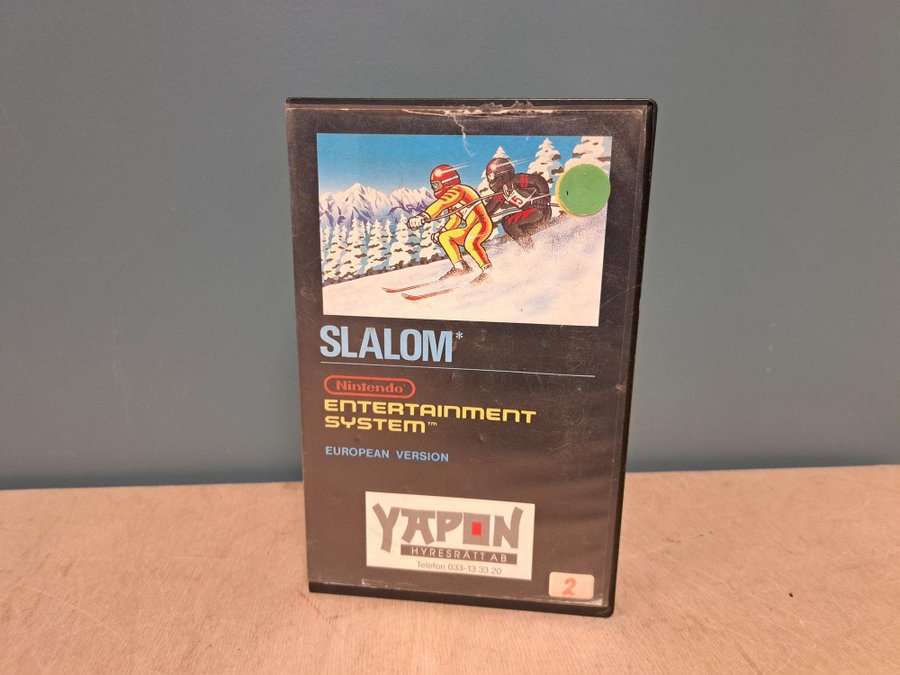 SLALOM*
Nintendo®
ENTERTAINMENT
SYSTEM™
EUROPEAN VERSION
YAPON
HYRESRÄTT AB
Telefon 033-13 33 20
2